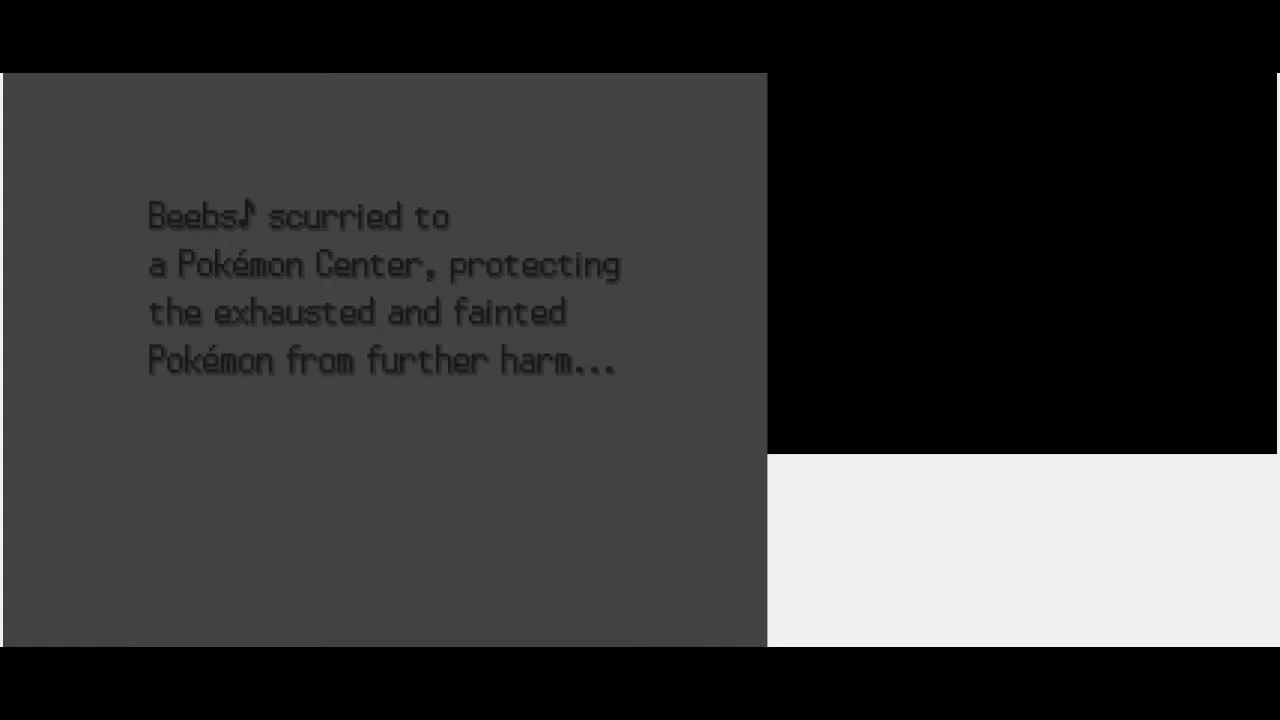 Beebs♪ scurried to
a Pokémon Center, protecting
the exhausted and fainted
Pokémon from further harm...